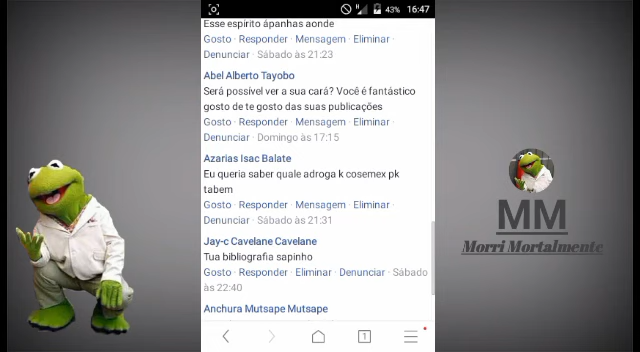 43% 16:47
Esse espírito ápanhas aonde
Gosto · Responder · Mensagem · Eliminar ·
Denunciar · Sábado às 21:23
Abel Alberto Tayobo
Será possível ver a sua cará? Você é fantástico
gosto de te gosto das suas publicações
Gosto · Responder · Mensagem · Eliminar ·
Denunciar · Domingo às 17:15
Azarias Isac Balate
Eu queria saber quale adroga k cosemex pk
tabem
Gosto · Responder · Mensagem · Eliminar ·
Denunciar · Sábado às 21:31
Jay-c Cavelane Cavelane
Tua bibliografia sapinho
Gosto · Responder · Eliminar · Denunciar · Sábado
às 22:40
Anchura Mutsape Mutsape
1
MM
Morri Mortalmente